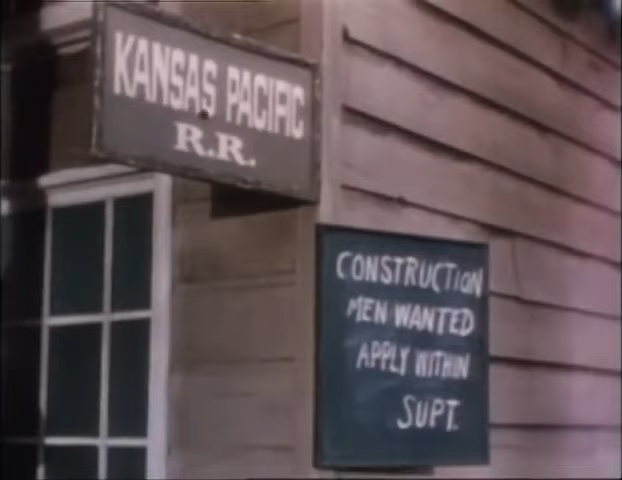 KANSAS PACIFIC
R.R.
CONSTRUCTION
MEN WANTED
APPLY WITHIN
SUPT.